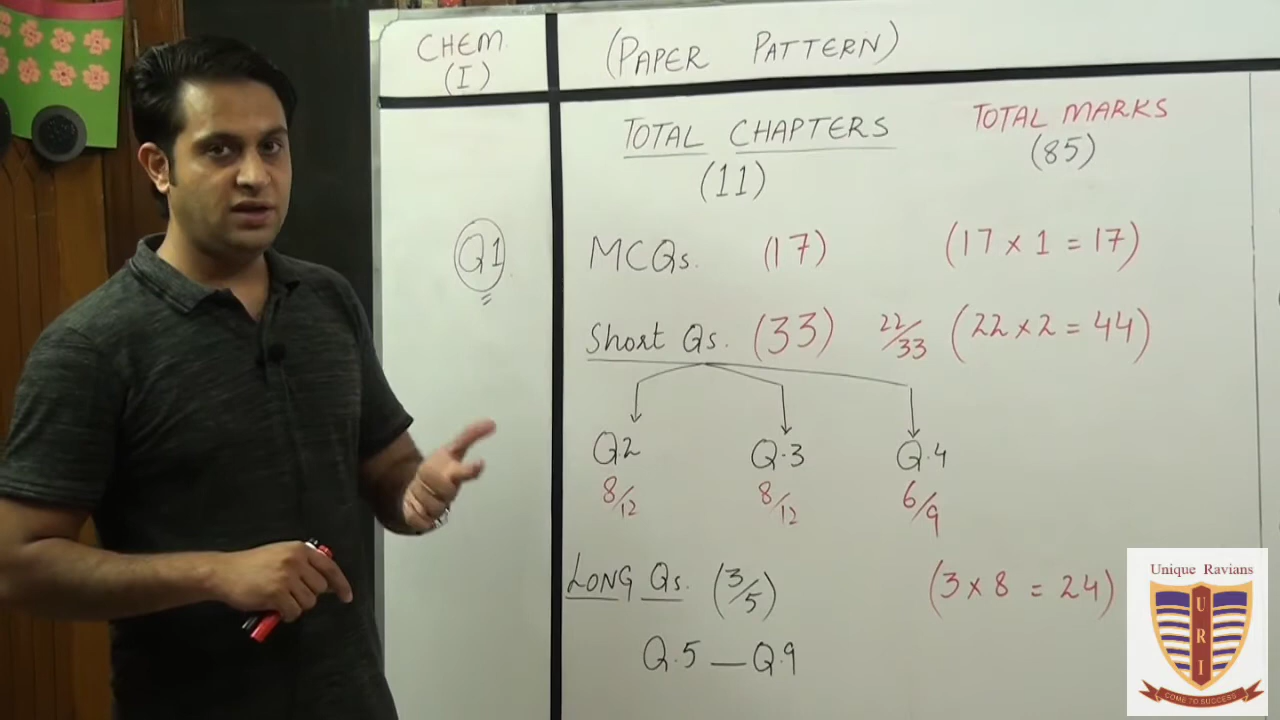 CHEM (PAPER PATTERN)
(I)
TOTAL CHAPTERS TOTAL MARKS
(11) (85)
Q1 MCQs. (17) (17 × 1 = 17)
Short Qs. (33) 22/33 (22 × 2 = 44)
Q2 Q.3 Q.4
8/12 8/12 6/9
LONG Qs. (3/5) (3 × 8 = 24)
Q.5 — Q.9
Unique Ravians
URI
COME TO SUCCESS